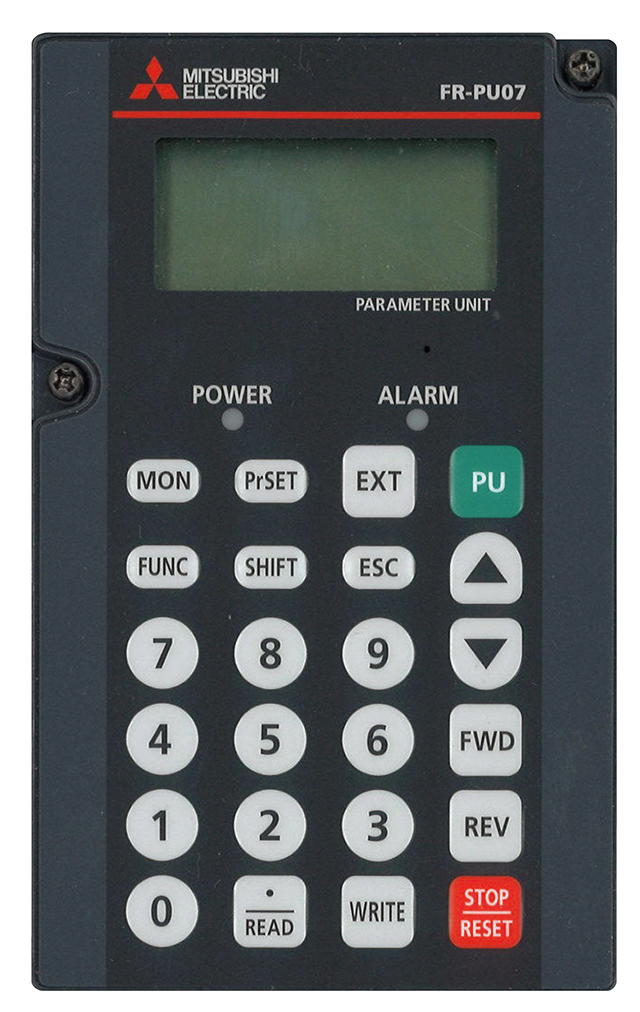 MITSUBISHI
ELECTRIC
FR-PU07
PARAMETER UNIT
POWER ALARM
MON PrSET EXT PU
FUNC SHIFT ESC
7 8 9
4 5 6 FWD
1 2 3 REV
0 · WRITE STOP
READ RESET